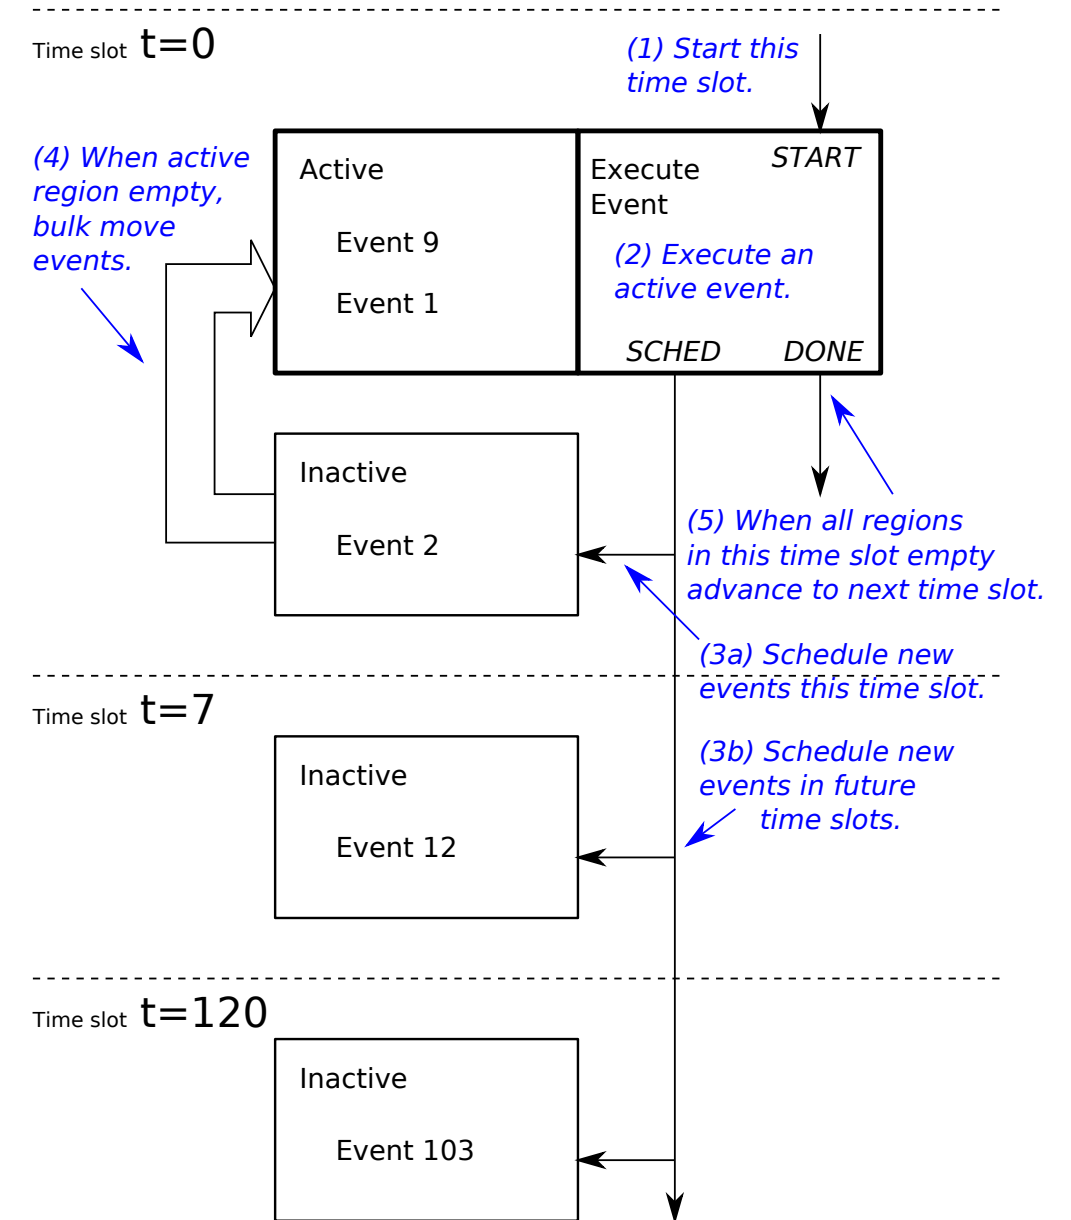 Time slot t=0
(1) Start this
time slot.
(4) When active
region empty,
bulk move
events.
Active
Event 9
Event 1
Execute
Event
START
(2) Execute an
active event.
SCHED
DONE
Inactive
Event 2
(5) When all regions
in this time slot empty
advance to next time slot.
(3a) Schedule new
events this time slot.
Time slot t=7
Inactive
Event 12
(3b) Schedule new
events in future
time slots.
Time slot t=120
Inactive
Event 103